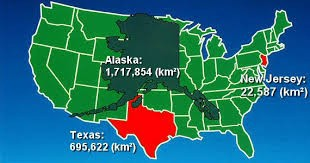 Alaska:
1,717,854 (km²)
New Jersey:
22,587 (km²)
Texas:
695,622 (km²)